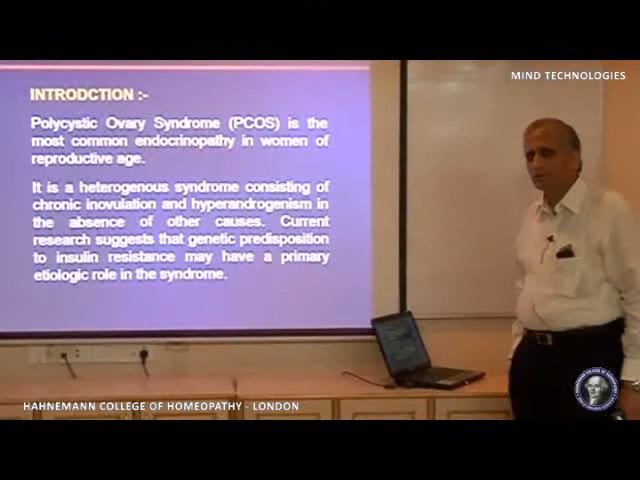 MIND TECHNOLOGIES
INTRODCTION :-
Polycystic Ovary Syndrome (PCOS) is the
most common endocrinopathy in women of
reproductive age.
It is a heterogenous syndrome consisting of
chronic inovulation and hyperandrogenism in
the absence of other causes. Current
research suggests that genetic predisposition
to insulin resistance may have a primary
etiologic role in the syndrome.
HAHNEMANN COLLEGE OF HOMEOPATHY - LONDON